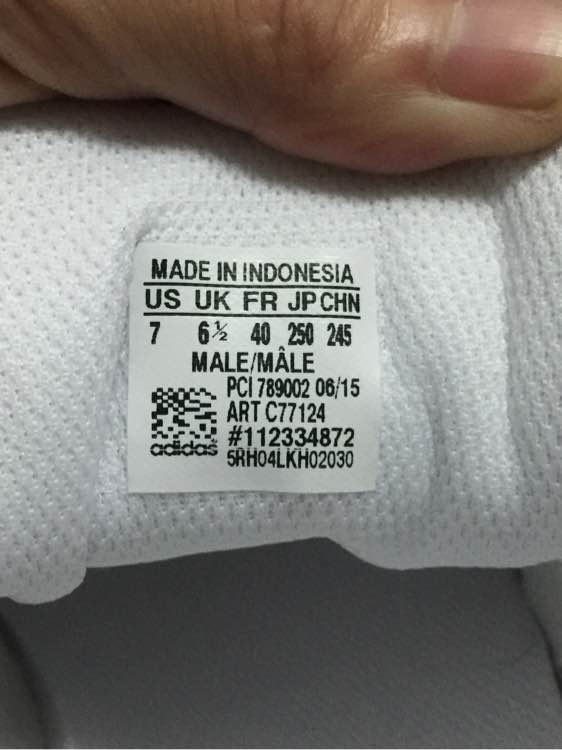 MADE IN INDONESIA
US UK FR JP CHN
7 6½ 40 250 245
MALE/MÂLE
PCI 789002 06/15
ART C77124
#112334872
adidas
5RH04LKH02030